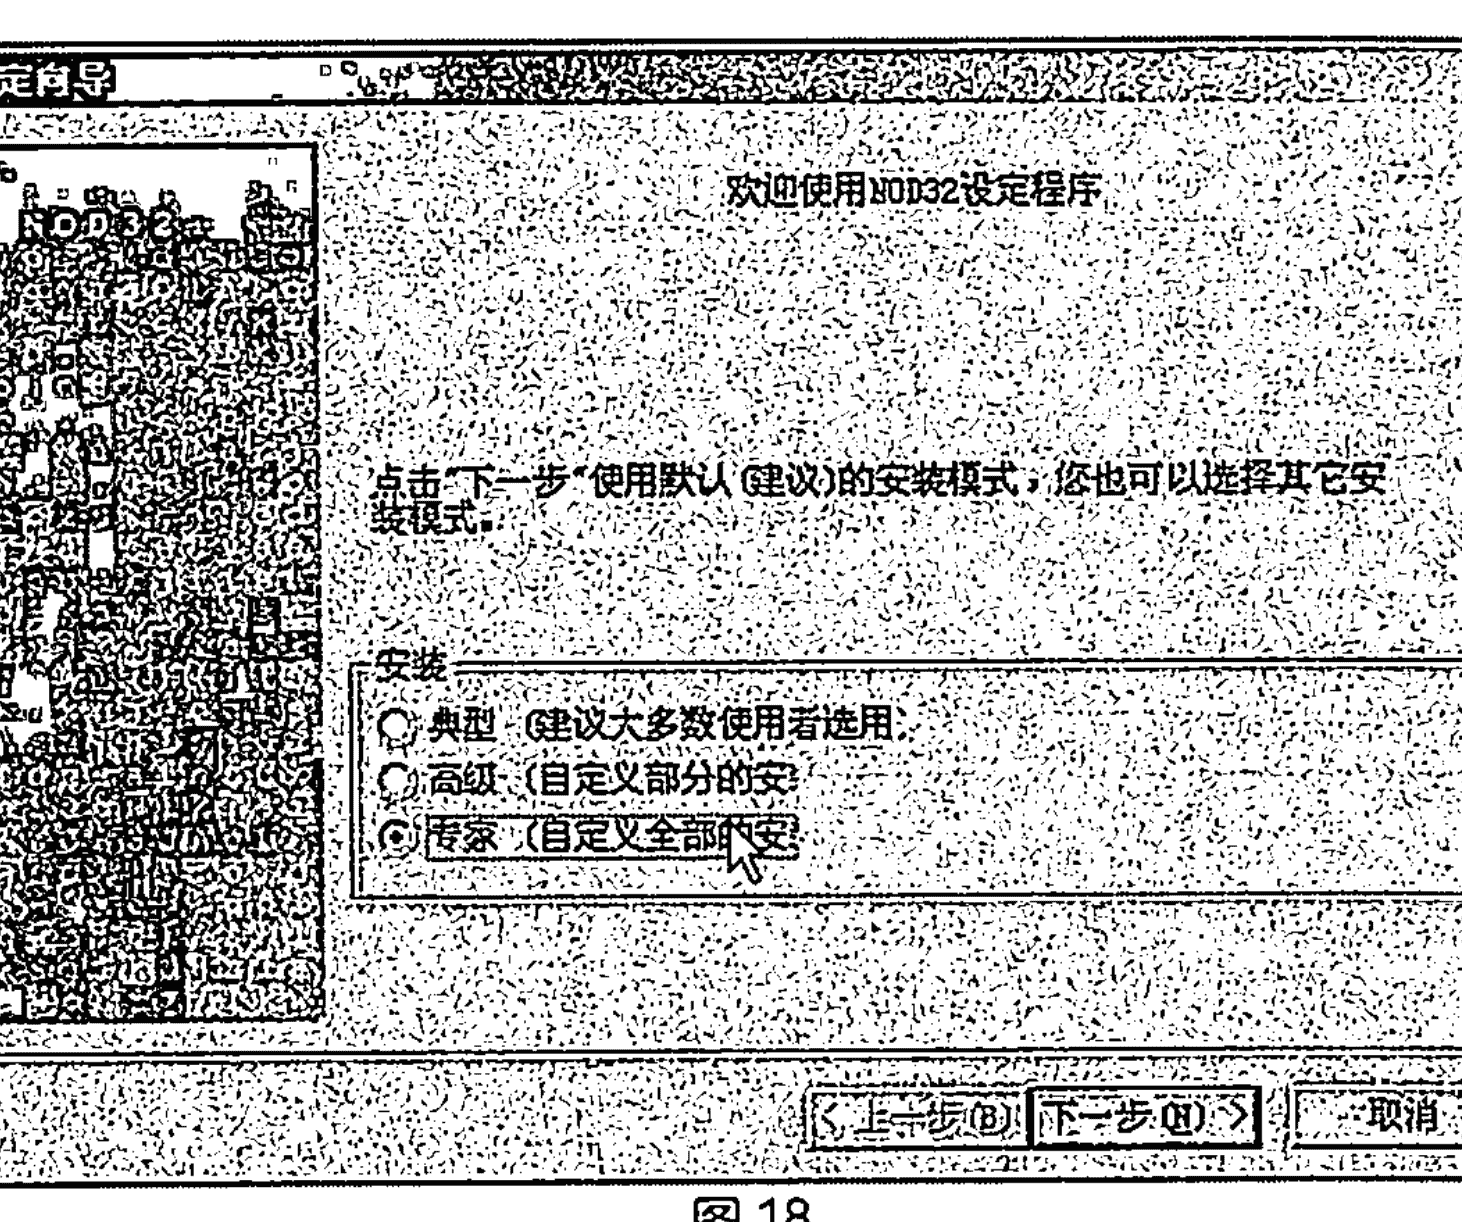 定向导
NOD32
欢迎使用NOD32设定程序
点击"下一步"使用默认(建议)的安装模式，您也可以选择其它安
装模式。
安装
典型 (建议大多数使用者选用)
高级 (自定义部分的安
专家 (自定义全部的安
< 上一步(B)
下一步(N) >
取消
图 18